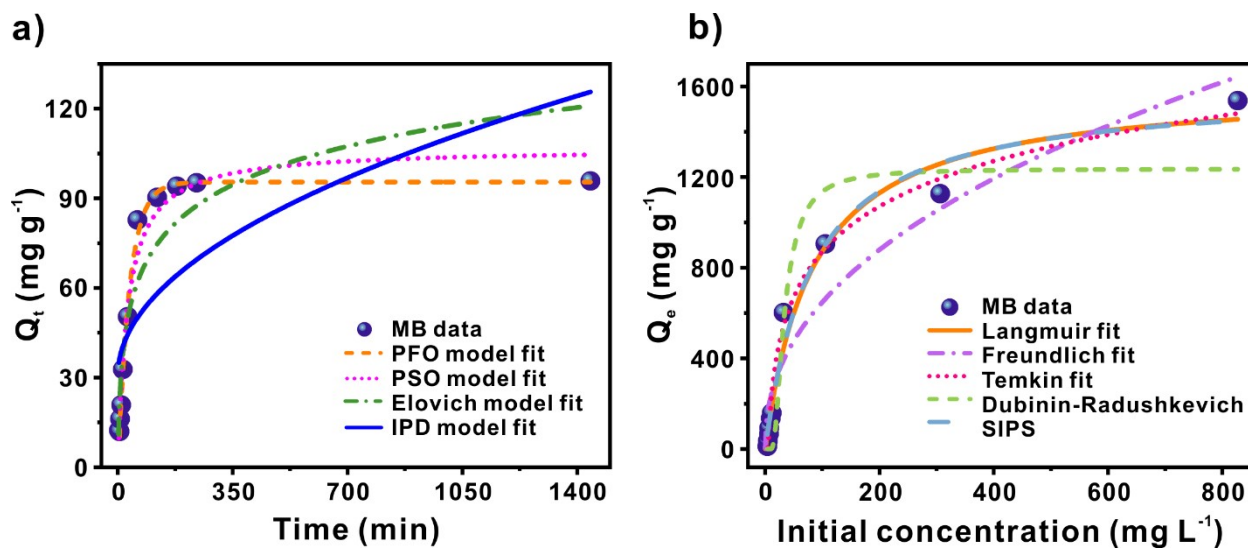 a)
Q_t (mg g⁻¹)
120
90
60
30
0
MB data
PFO model fit
PSO model fit
Elovich model fit
IPD model fit
0 350 700 1050 1400
Time (min)
b)
Q_e (mg g⁻¹)
1600
1200
800
400
0
MB data
Langmuir fit
Freundlich fit
Temkin fit
Dubinin-Radushkevich
SIPS
0 200 400 600 800
Initial concentration (mg L⁻¹)